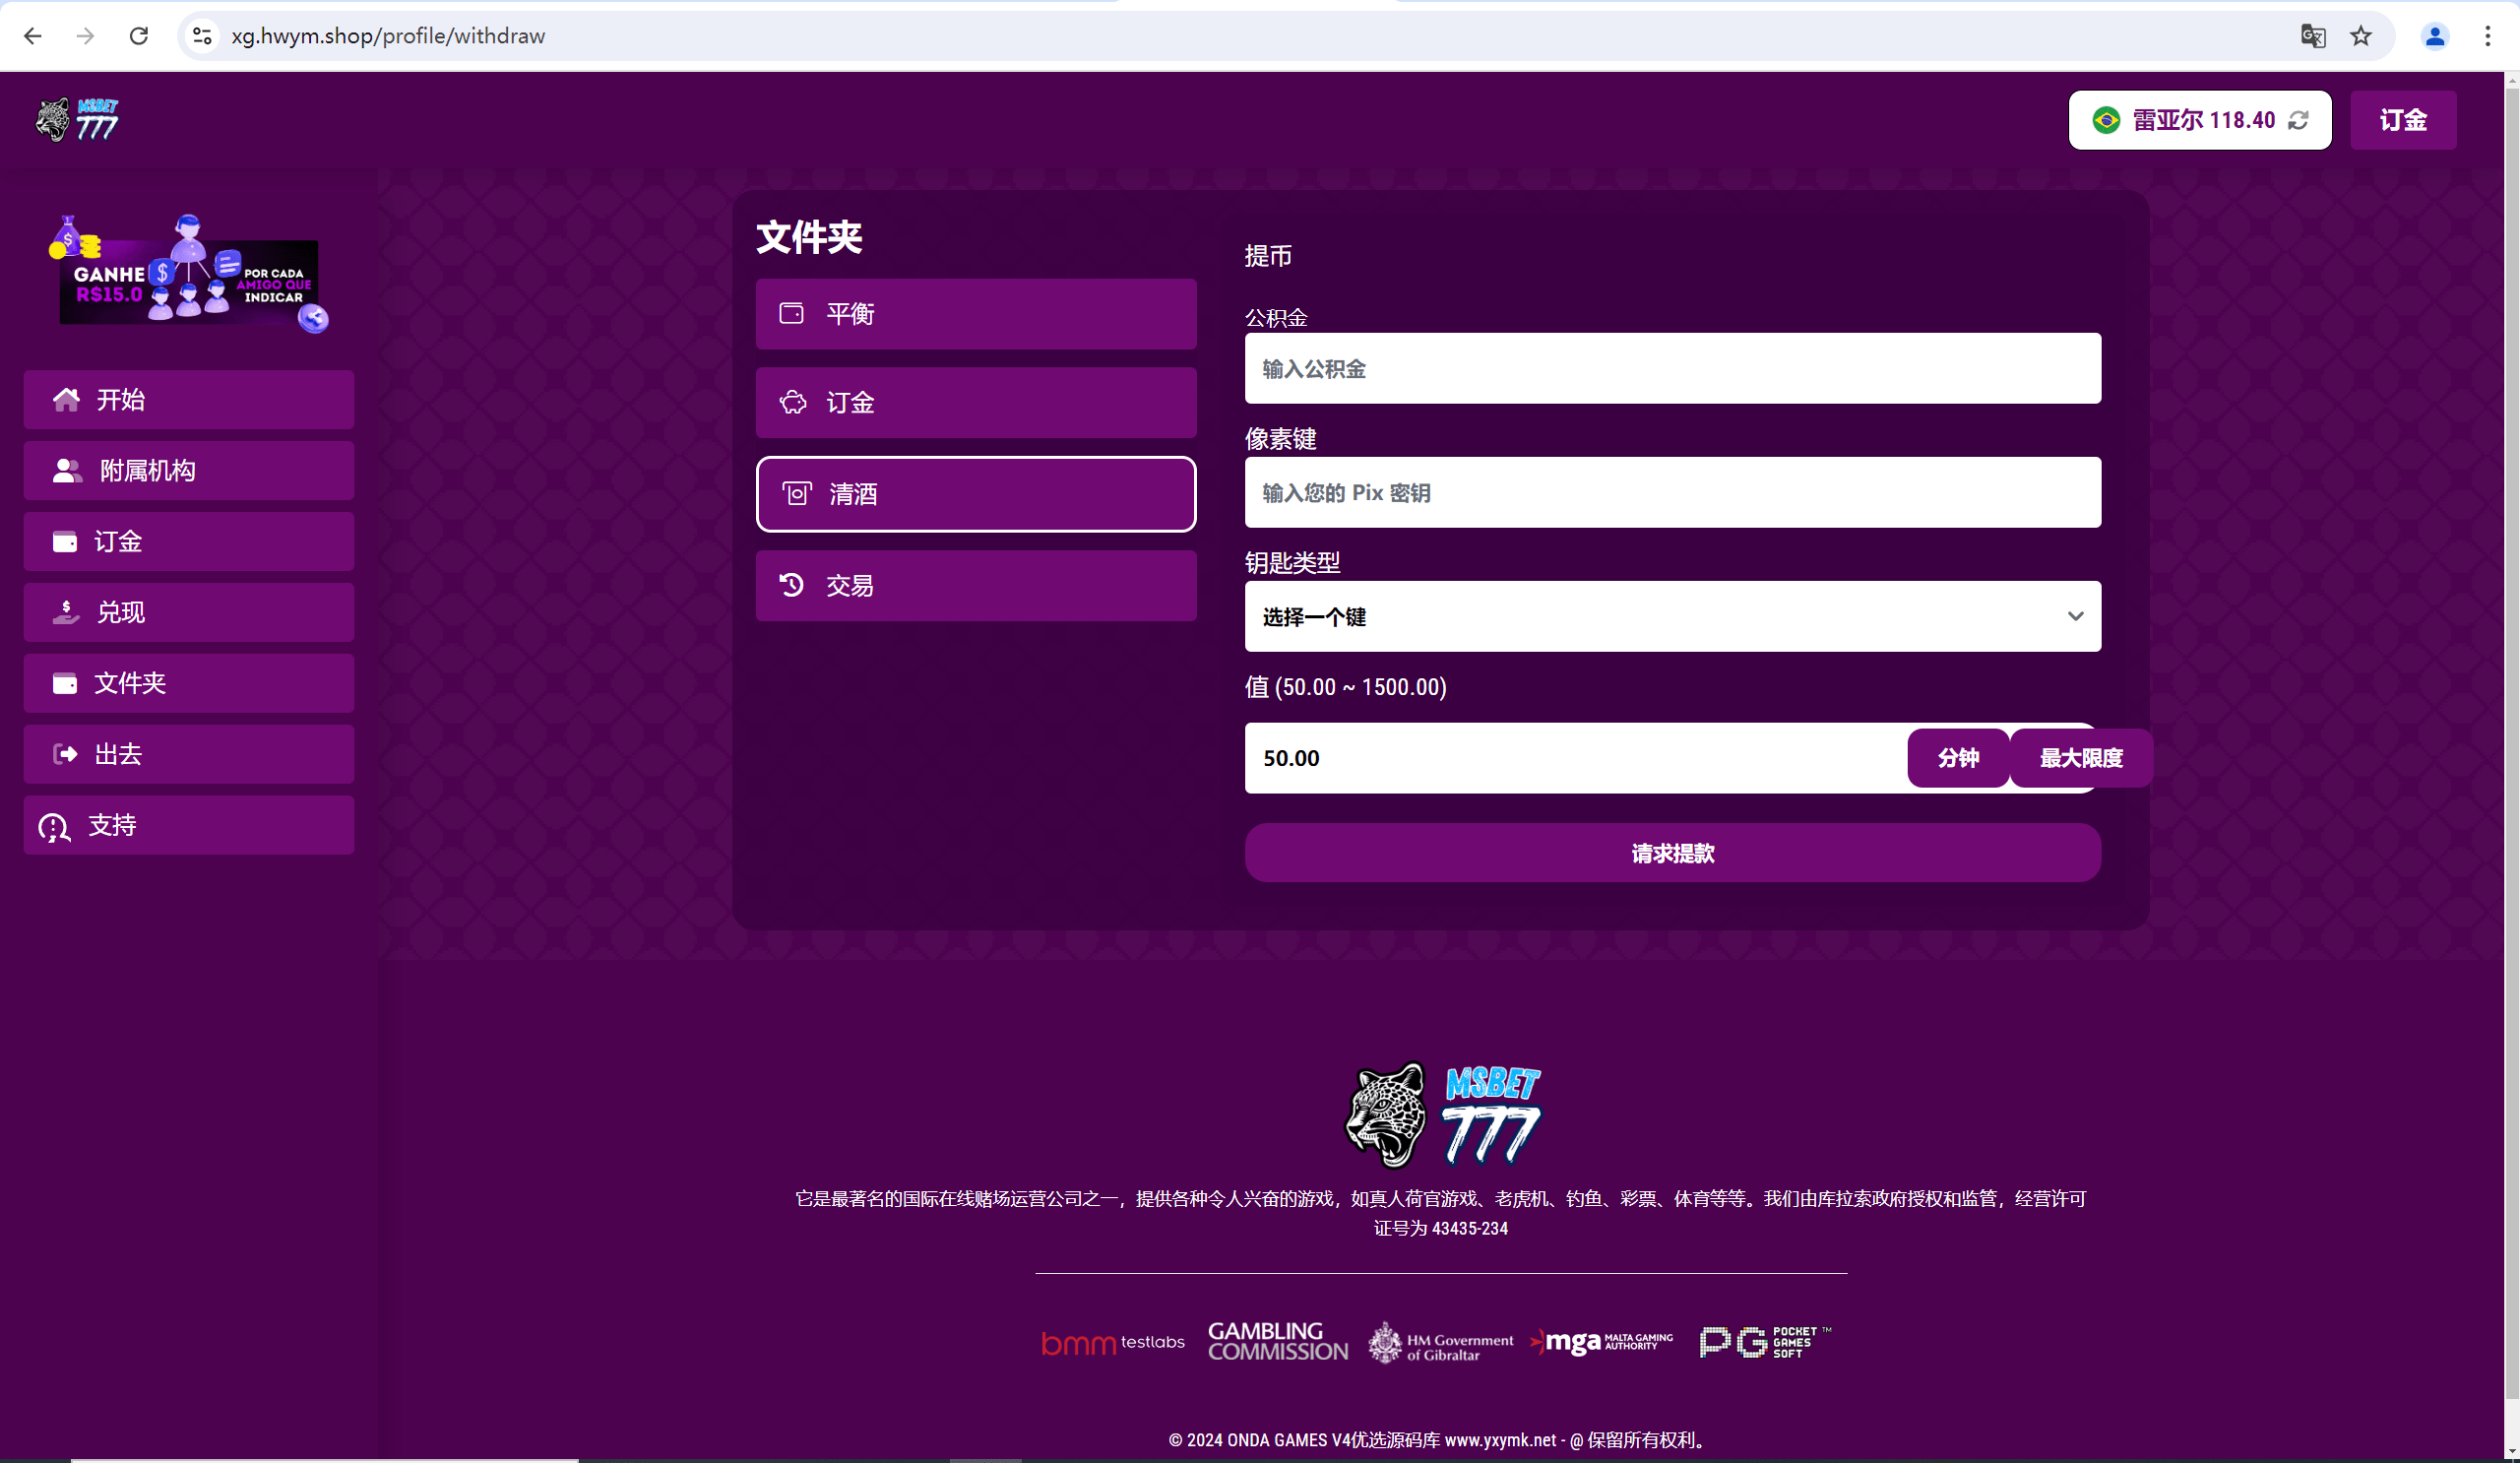 xg.hwym.shop/profile/withdraw
MSBET
777
雷亚尔 118.40
订金
GANHE
R$15.0
POR CADA
AMIGO QUE
INDICAR
开始
附属机构
订金
兑现
文件夹
出去
支持
文件夹
平衡
订金
清酒
交易
提币
公积金
输入公积金
像素键
输入您的 Pix 密钥
钥匙类型
选择一个键
值 (50.00 ~ 1500.00)
50.00
分钟
最大限度
请求提款
MSBET
777
它是最著名的国际在线赌场运营公司之一，提供各种令人兴奋的游戏，如真人荷官游戏、老虎机、钓鱼、彩票、体育等等。我们由库拉索政府授权和监管，经营许可
证号为 43435-234
bmm testlabs
GAMBLING
COMMISSION
HM Government
of Gibraltar
mga MALTA GAMING
AUTHORITY
PG POCKET
GAMES
SOFT ™
© 2024 ONDA GAMES V4优选源码库 www.yxymk.net - @ 保留所有权利。